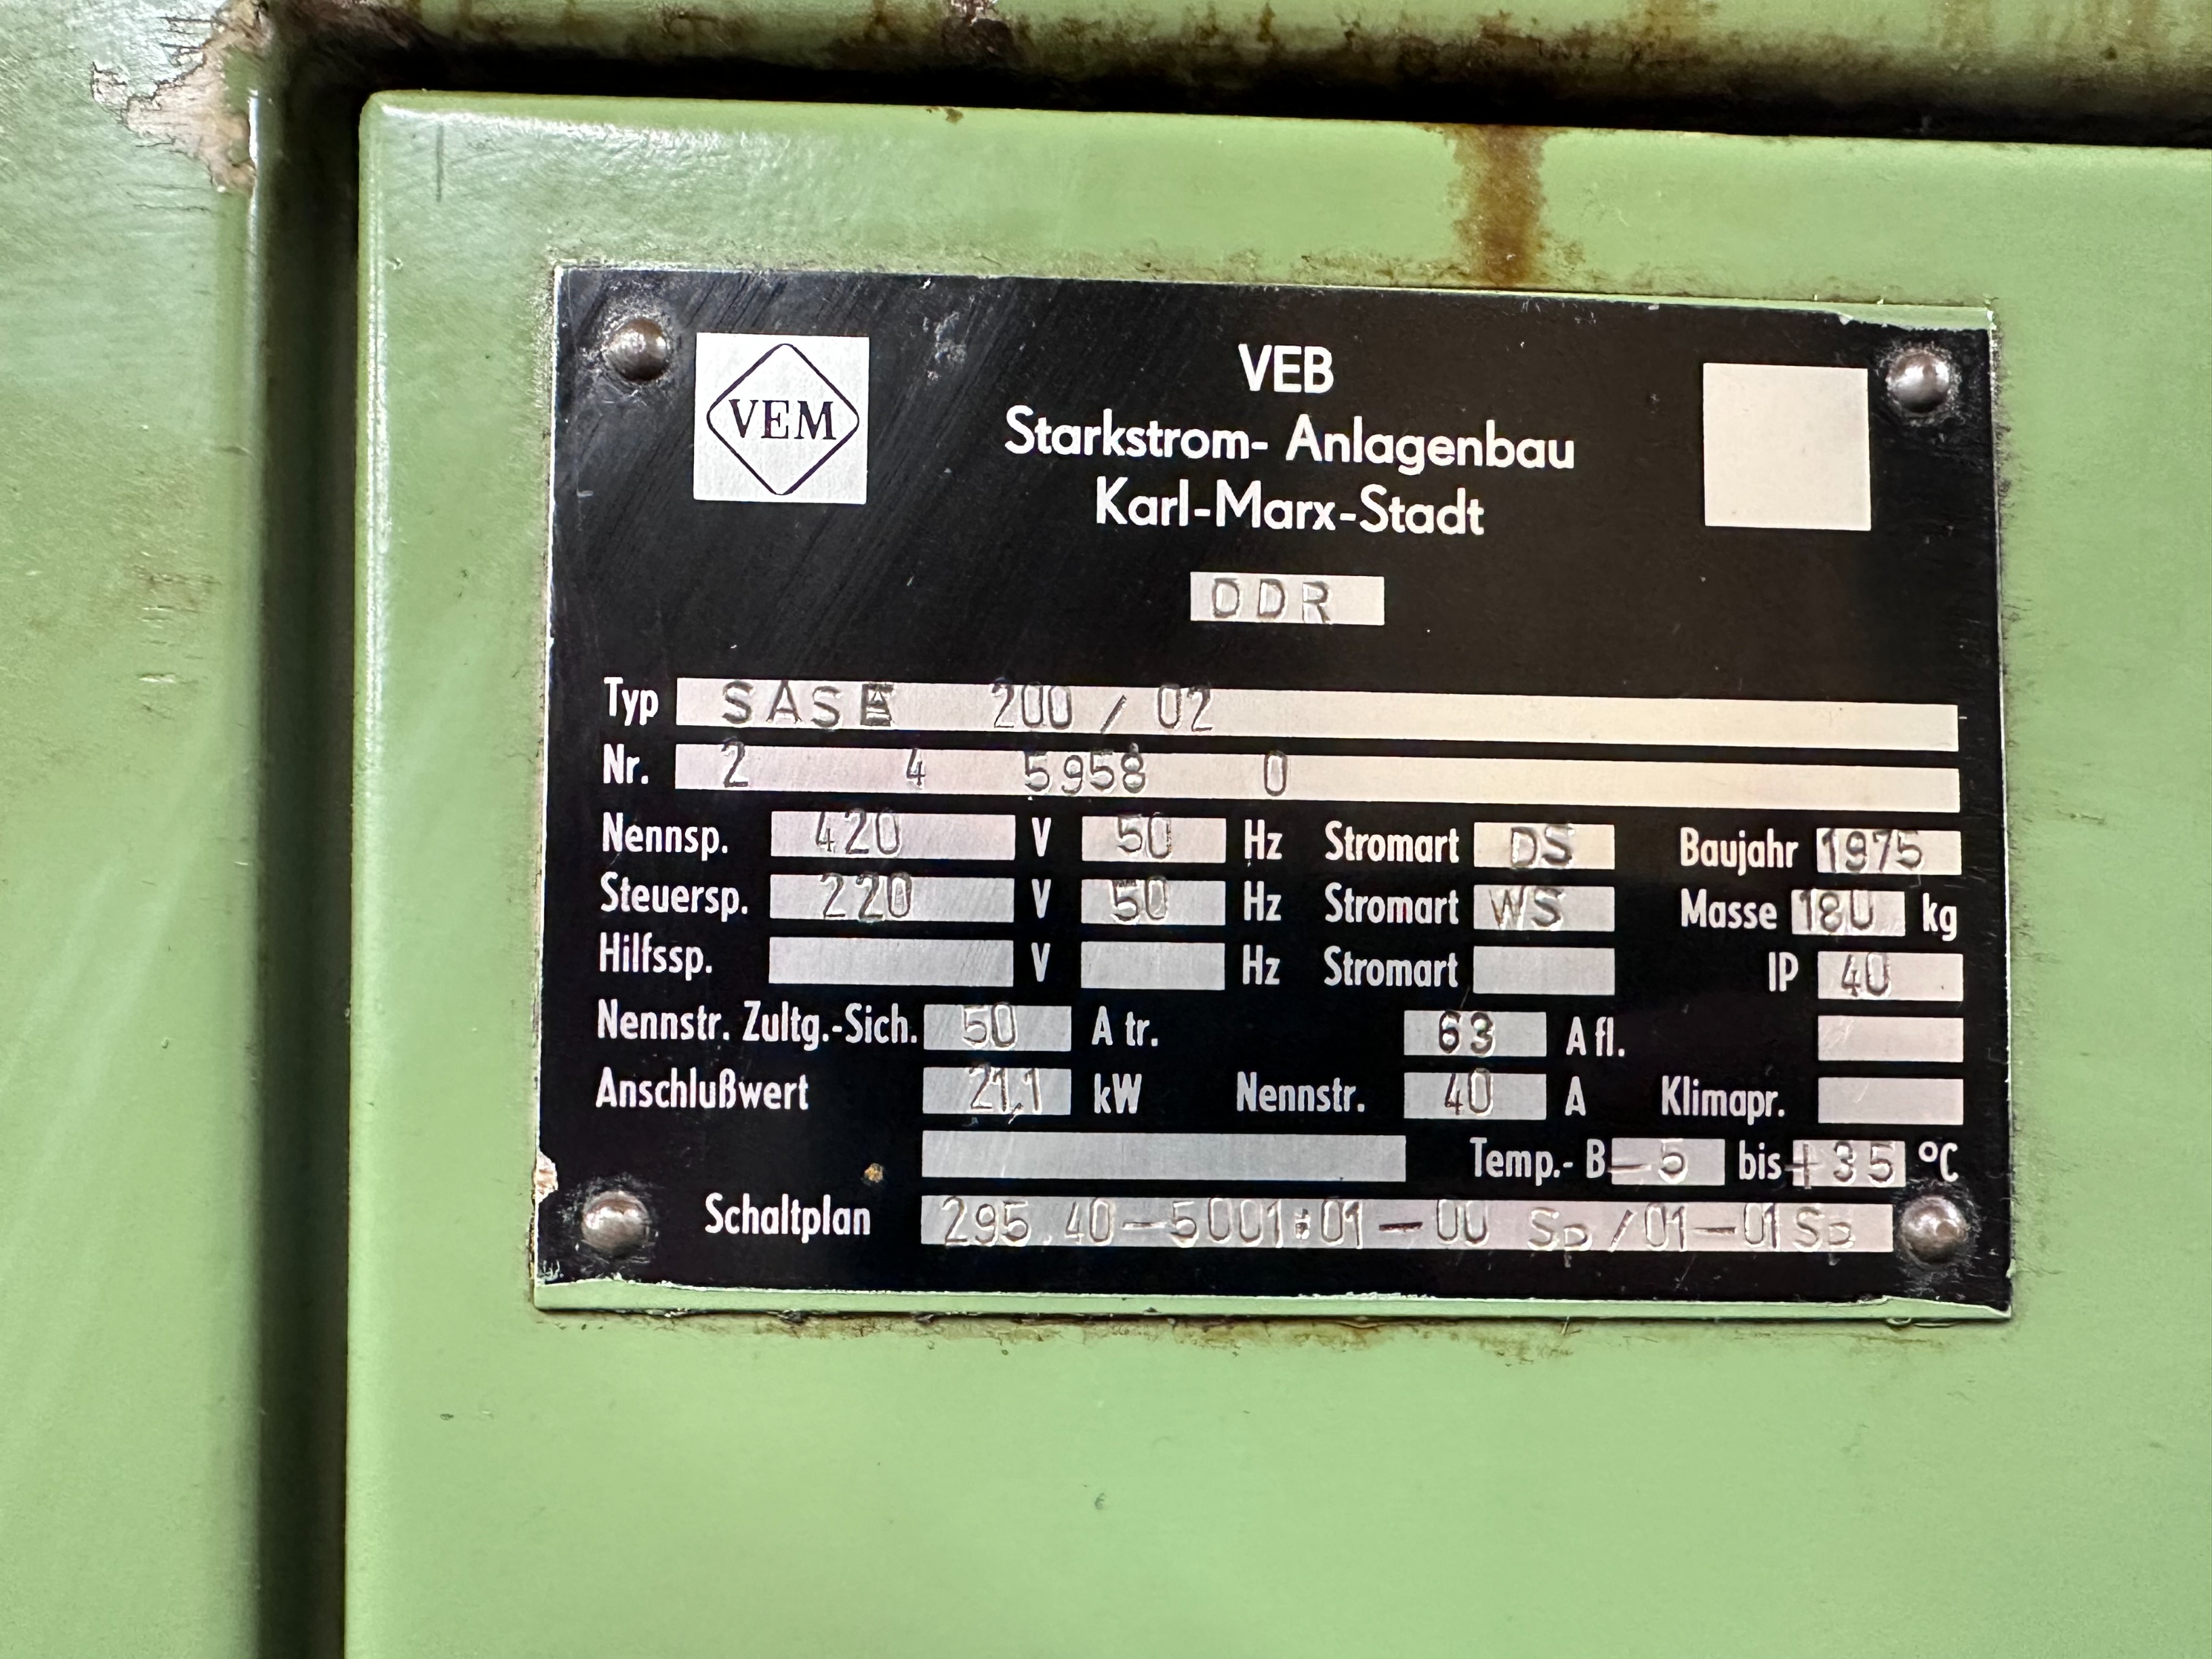 VEM
VEB
Starkstrom- Anlagenbau
Karl-Marx-Stadt
DDR
Typ SASE 200 / 02
Nr. 2 4 5958 0
Nennsp. 420 V 50 Hz Stromart DS Baujahr 1975
Steuersp. 220 V 50 Hz Stromart WS Masse 180 kg
Hilfssp. V Hz Stromart IP 40
Nennstr. Zultg.-Sich. 50 A tr. 63 A fl.
Anschlußwert 21,1 kW Nennstr. 40 A Klimapr.
Temp.- B -5 bis +35 °C
Schaltplan 295.40-5001:01-00 Sp/01-01 Sp